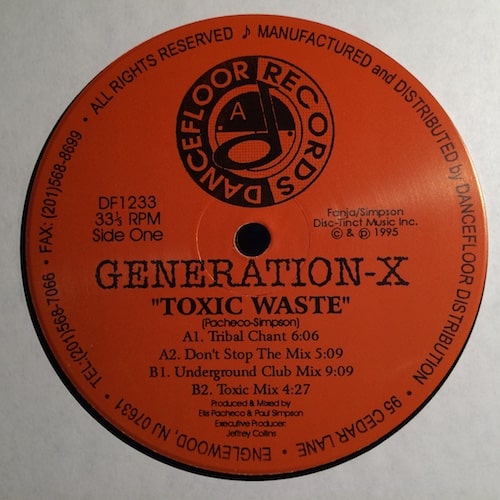 ALL RIGHTS RESERVED ♪ MANUFACTURED and DISTRIBUTED by DANCEFLOOR DISTRIBUTION • 95 CEDAR LANE • ENGLEWOOD, NJ 07631 • TEL:(201)568-7066 • FAX: (201)568-8699 •
DANCEFLOOR RECORDS
A
DF1233
33⅓ RPM
Side One
Fanja/Simpson
Disc-Tinct Music Inc.
© & ℗ 1995
GENERATION-X
"TOXIC WASTE"
(Pacheco-Simpson)
A1. Tribal Chant 6:06
A2. Don't Stop The Mix 5:09
B1. Underground Club Mix 9:09
B2. Toxic Mix 4:27
Produced & Mixed by
Elis Pacheco & Paul Simpson
Executive Producer:
Jeffrey Collins